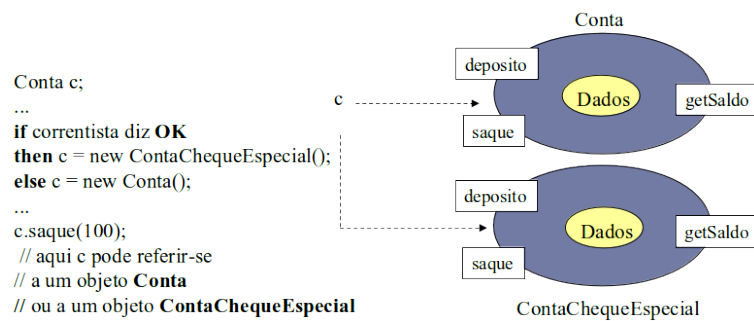 Conta c;
...
if correntista diz OK
then c = new ContaChequeEspecial();
else c = new Conta();
...
c.saque(100);
// aqui c pode referir-se
// a um objeto Conta
// ou a um objeto ContaChequeEspecial
c
Conta
deposito
Dados
getSaldo
saque
deposito
Dados
getSaldo
saque
ContaChequeEspecial